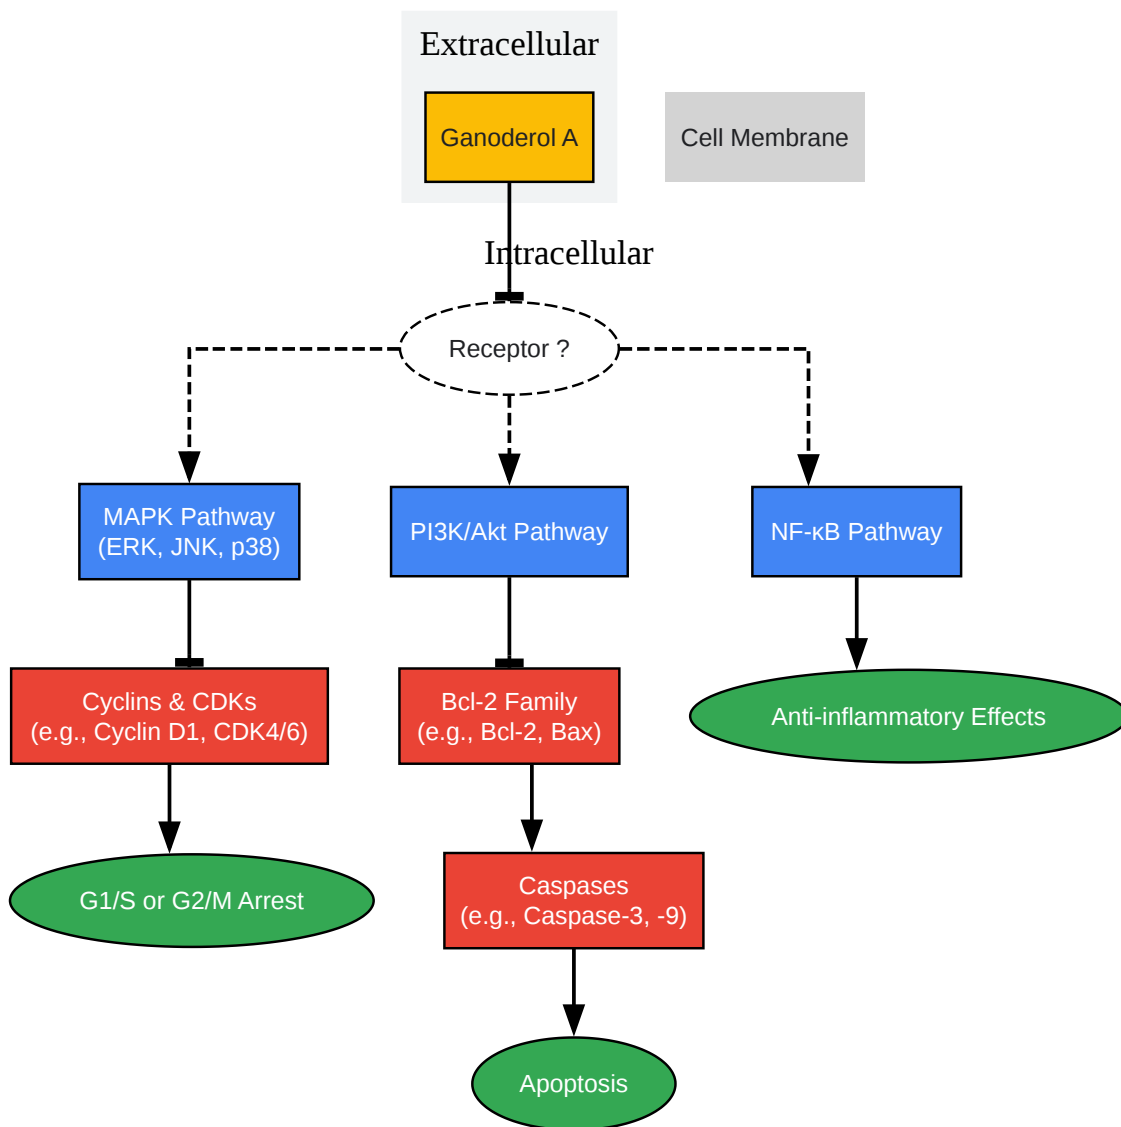 Extracellular
Ganoderol A
Cell Membrane
Intracellular
Receptor ?
MAPK Pathway
(ERK, JNK, p38)
PI3K/Akt Pathway
NF-κB Pathway
Cyclins & CDKs
(e.g., Cyclin D1, CDK4/6)
Bcl-2 Family
(e.g., Bcl-2, Bax)
Anti-inflammatory Effects
G1/S or G2/M Arrest
Caspases
(e.g., Caspase-3, -9)
Apoptosis